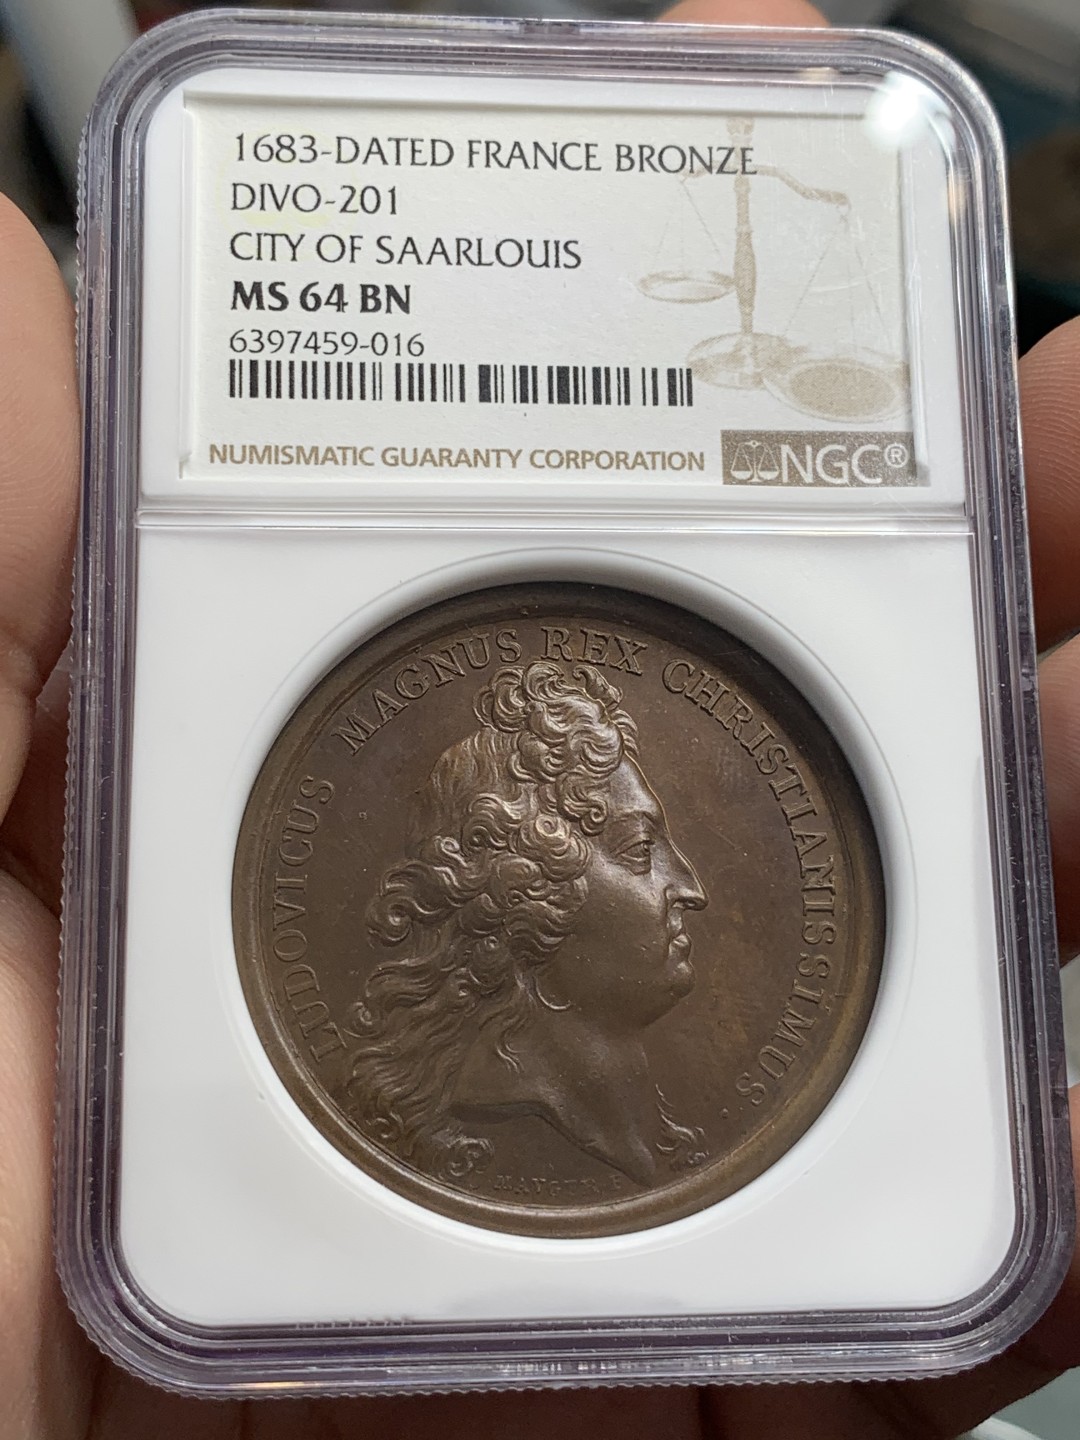 1683-DATED FRANCE BRONZE
DIVO-201
CITY OF SAARLOUIS
MS 64 BN
6397459-016
NUMISMATIC GUARANTY CORPORATION
NGC®
LUDOVICUS MAGNUS REX CHRISTIANISSIMUS.
MAVGER F